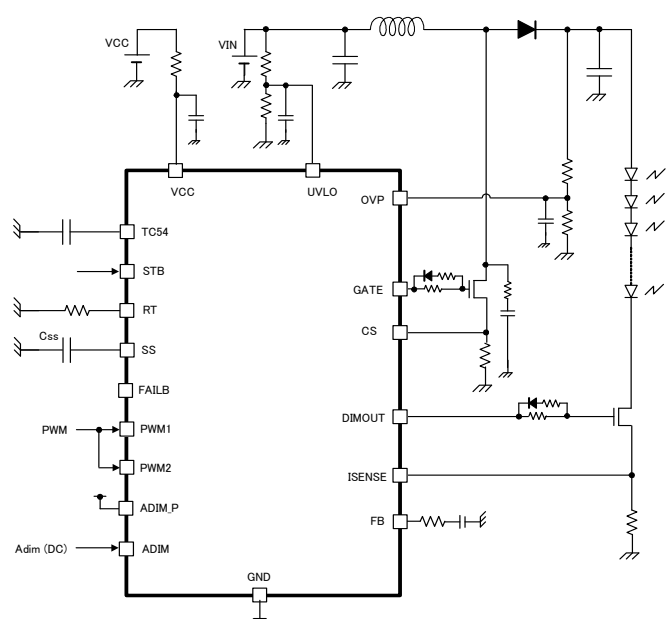 VCC
VIN
VCC
UVLO
OVP
TC54
STB
GATE
RT
CS
Css
SS
FAILB
DIMOUT
PWM
PWM1
PWM2
ISENSE
ADIM_P
FB
Adim (DC)
ADIM
GND